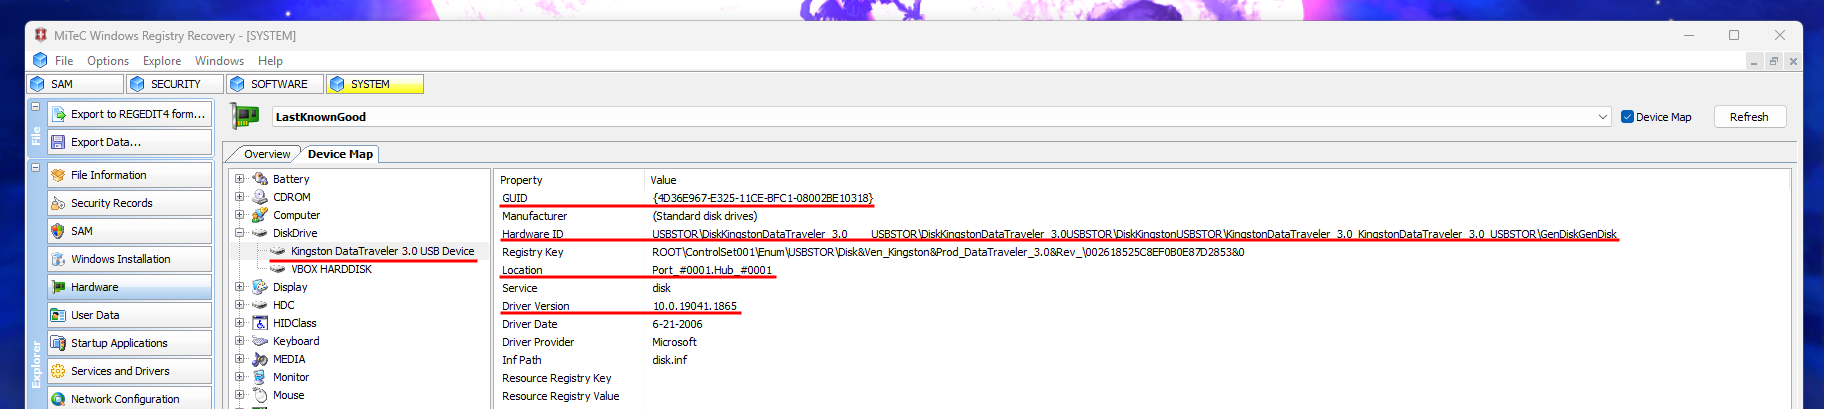 MiTeC Windows Registry Recovery - [SYSTEM]
File Options Explore Windows Help
SAM SECURITY SOFTWARE SYSTEM
File
Export to REGEDIT4 form...
Export Data...
Explorer
File Information
Security Records
SAM
Windows Installation
Hardware
User Data
Startup Applications
Services and Drivers
Network Configuration
LastKnownGood Device Map Refresh
Overview Device Map
Battery
CDROM
Computer
DiskDrive
Kingston DataTraveler 3.0 USB Device
VBOX HARDDISK
Display
HDC
HIDClass
Keyboard
MEDIA
Monitor
Mouse
Property Value
GUID {4D36E967-E325-11CE-BFC1-08002BE10318}
Manufacturer (Standard disk drives)
Hardware ID USBSTOR\DiskKingstonDataTraveler_3.0 USBSTOR\DiskKingstonDataTraveler_3.0USBSTOR\DiskKingstonUSBSTOR\KingstonDataTraveler_3.0 KingstonDataTraveler_3.0 USBSTOR\GenDiskGenDisk
Registry Key ROOT\ControlSet001\Enum\USBSTOR\Disk&Ven_Kingston&Prod_DataTraveler_3.0&Rev_\002618525C8EF0B0E87D2853&0
Location Port_#0001.Hub_#0001
Service disk
Driver Version 10.0.19041.1865
Driver Date 6-21-2006
Driver Provider Microsoft
Inf Path disk.inf
Resource Registry Key
Resource Registry Value